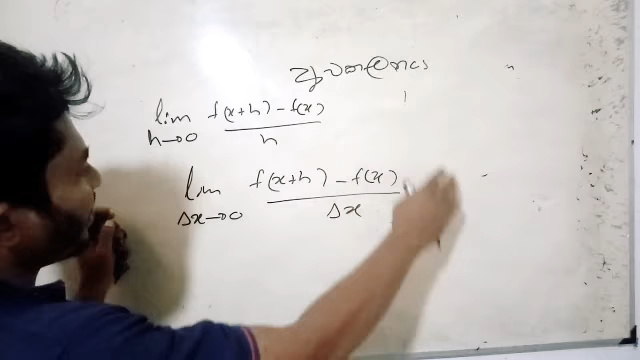 lim f(x+h) - f(x)
h→0 h
lim f(x+h) - f(x)
Δx→0 Δx